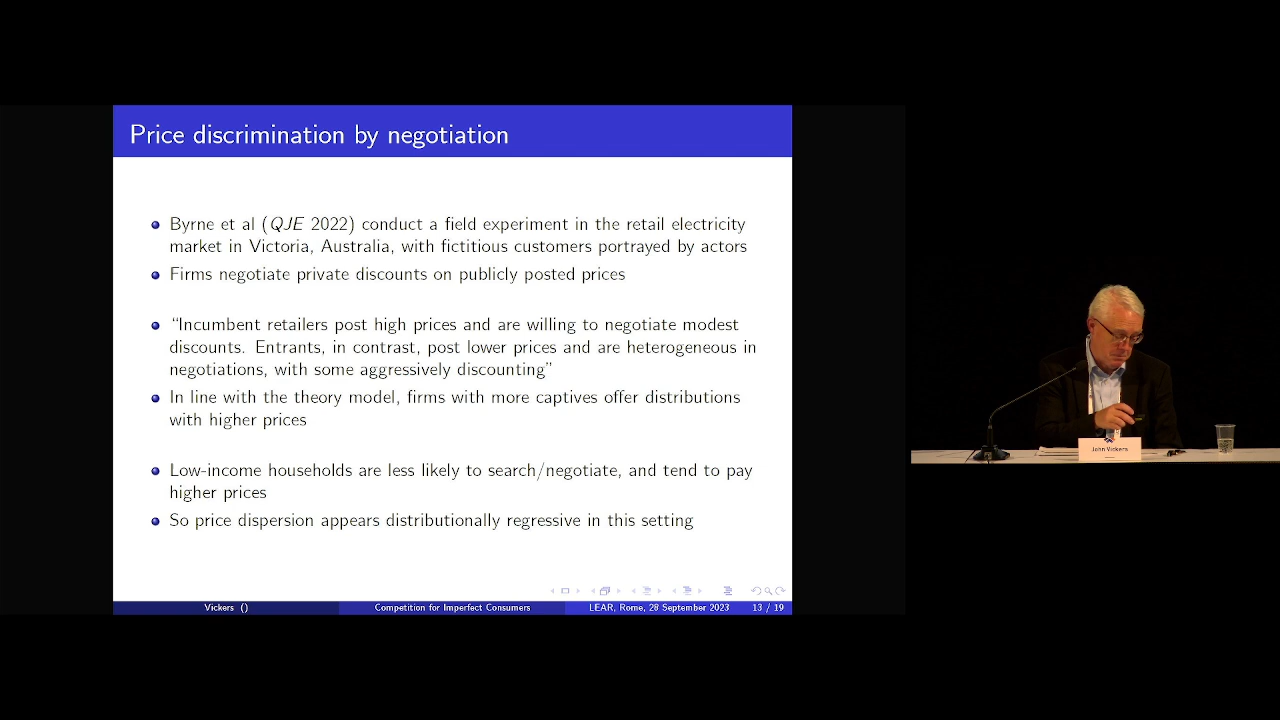 Price discrimination by negotiation
Byrne et al (QJE 2022) conduct a field experiment in the retail electricity
market in Victoria, Australia, with fictitious customers portrayed by actors
Firms negotiate private discounts on publicly posted prices
“Incumbent retailers post high prices and are willing to negotiate modest
discounts. Entrants, in contrast, post lower prices and are heterogeneous in
negotiations, with some aggressively discounting”
In line with the theory model, firms with more captives offer distributions
with higher prices
Low-income households are less likely to search/negotiate, and tend to pay
higher prices
So price dispersion appears distributionally regressive in this setting
Vickers () Competition for Imperfect Consumers LEAR, Rome, 28 September 2023 13 / 19
John Vickers